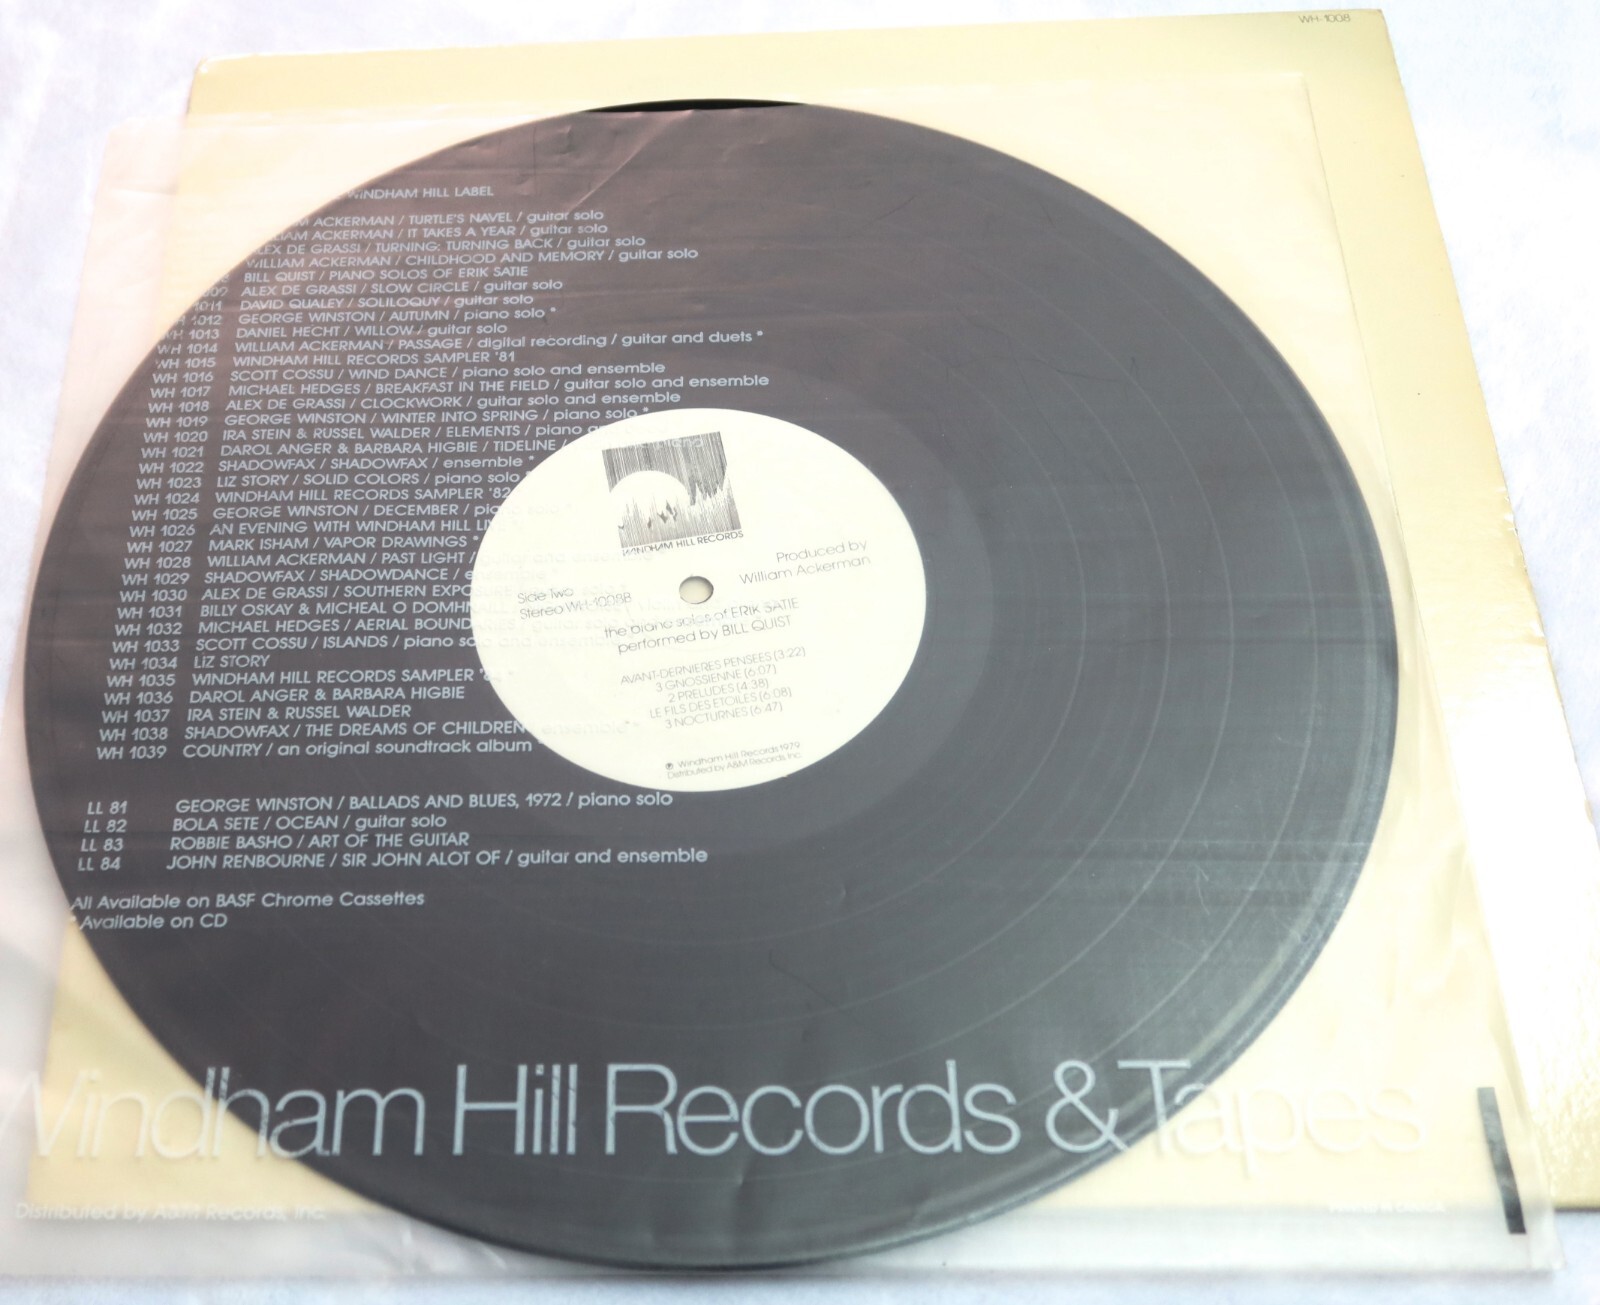 WH-1008
WINDHAM HILL LABEL
ACKERMAN / TURTLE'S NAVEL / guitar solo
ACKERMAN / IT TAKES A YEAR / guitar solo
ALEX DE GRASSI / TURNING: TURNING BACK / guitar solo
WILLIAM ACKERMAN / CHILDHOOD AND MEMORY / guitar solo
BILL QUIST / PIANO SOLOS OF ERIK SATIE
ALEX DE GRASSI / SLOW CIRCLE / guitar solo
1011 DAVID QUALEY / SOLILOQUY / guitar solo
1012 GEORGE WINSTON / AUTUMN / piano solo *
WH 1013 DANIEL HECHT / WILLOW / guitar solo
WH 1014 WILLIAM ACKERMAN / PASSAGE / digital recording / guitar and duets *
WH 1015 WINDHAM HILL RECORDS SAMPLER '81
WH 1016 SCOTT COSSU / WIND DANCE / piano solo and ensemble
WH 1017 MICHAEL HEDGES / BREAKFAST IN THE FIELD / guitar solo and ensemble
WH 1018 ALEX DE GRASSI / CLOCKWORK / guitar solo and ensemble
WH 1019 GEORGE WINSTON / WINTER INTO SPRING / piano solo *
WH 1020 IRA STEIN & RUSSEL WALDER / ELEMENTS / piano
WH 1021 DAROL ANGER & BARBARA HIGBIE / TIDELINE /
WH 1022 SHADOWFAX / SHADOWFAX / ensemble *
WH 1023 LIZ STORY / SOLID COLORS / piano solo
WH 1024 WINDHAM HILL RECORDS SAMPLER '82
WH 1025 GEORGE WINSTON / DECEMBER / piano solo *
WH 1026 AN EVENING WITH WINDHAM HILL LIVE
WH 1027 MARK ISHAM / VAPOR DRAWINGS *
WH 1028 WILLIAM ACKERMAN / PAST LIGHT / guitar and ensemble
WH 1029 SHADOWFAX / SHADOWDANCE / ensemble *
WH 1030 ALEX DE GRASSI / SOUTHERN EXPOSURE
WH 1031 BILLY OSKAY & MICHEAL O DOMHNAILL
WH 1032 MICHAEL HEDGES / AERIAL BOUNDARIES / guitar solo
WH 1033 SCOTT COSSU / ISLANDS / piano solo and ensemble
WH 1034 LIZ STORY
WH 1035 WINDHAM HILL RECORDS SAMPLER
WH 1036 DAROL ANGER & BARBARA HIGBIE
WH 1037 IRA STEIN & RUSSEL WALDER
WH 1038 SHADOWFAX / THE DREAMS OF CHILDREN ensemble *
WH 1039 COUNTRY / an original soundtrack album
LL 81 GEORGE WINSTON / BALLADS AND BLUES, 1972 / piano solo
LL 82 BOLA SETE / OCEAN / guitar solo
LL 83 ROBBIE BASHO / ART OF THE GUITAR
LL 84 JOHN RENBOURNE / SIR JOHN ALOT OF / guitar and ensemble
All Available on BASF Chrome Cassettes
* Available on CD
WINDHAM HILL RECORDS
Produced by
William Ackerman
Side Two
Stereo WH-1008B
the piano solos of ERIK SATIE
performed by BILL QUIST
AVANT-DERNIERES PENSEES (3:22)
3 GNOSSIENNE (6:07)
2 PRELUDES (4:38)
LE FILS DES ETOILES (6:08)
3 NOCTURNES (6:47)
℗ Windham Hill Records 1979
Distributed by A&M Records Inc.
Windham Hill Records & Tapes
Distributed by A&M Records, Inc.